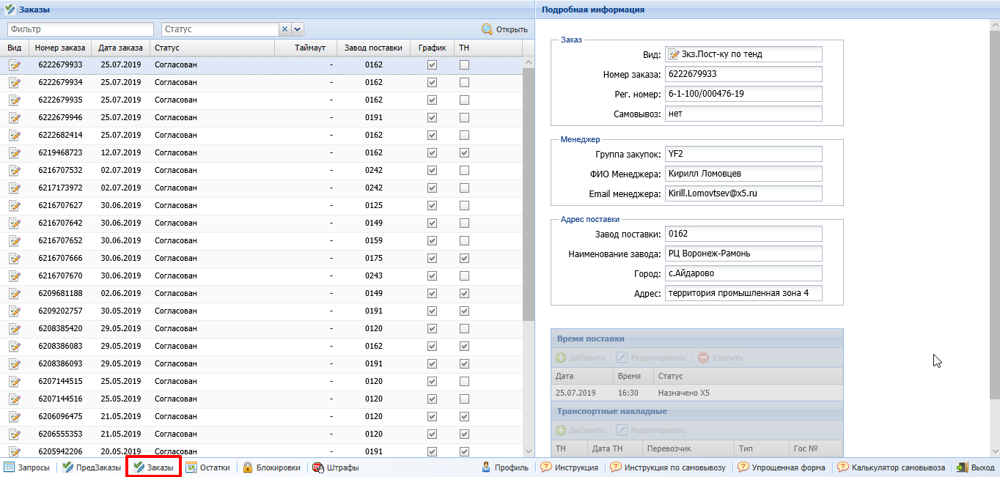 Заказы
Фильтр Статус Открыть
Вид Номер заказа Дата заказа Статус Таймаут Завод поставки График ТН
6222679933 25.07.2019 Согласован - 0162
6222679934 25.07.2019 Согласован - 0162
6222679935 25.07.2019 Согласован - 0162
6222679946 25.07.2019 Согласован - 0191
6222682414 25.07.2019 Согласован - 0162
6219468723 12.07.2019 Согласован - 0162
6216707532 02.07.2019 Согласован - 0242
6217173972 02.07.2019 Согласован - 0242
6216707627 30.06.2019 Согласован - 0125
6216707642 30.06.2019 Согласован - 0149
6216707652 30.06.2019 Согласован - 0159
6216707666 30.06.2019 Согласован - 0175
6216707670 30.06.2019 Согласован - 0243
6209681188 02.06.2019 Согласован - 0149
6209202757 30.05.2019 Согласован - 0191
6208385420 29.05.2019 Согласован - 0120
6208386083 29.05.2019 Согласован - 0162
6208386093 29.05.2019 Согласован - 0191
6207144515 25.05.2019 Согласован - 0120
6207144516 25.05.2019 Согласован - 0120
6206096475 21.05.2019 Согласован - 0120
6206555353 21.05.2019 Согласован - 0120
6205942206 20.05.2019 Согласован - 0191
Подробная информация
Заказ
Вид: Зкз.Пост-ку по тенд
Номер заказа: 6222679933
Рег. номер: 6-1-100/000476-19
Самовывоз: нет
Менеджер
Группа закупок: YF2
ФИО Менеджера: Кирилл Ломовцев
Email менеджера: Kirill.Lomovtsev@x5.ru
Адрес поставки
Завод поставки: 0162
Наименование завода: РЦ Воронеж-Рамонь
Город: с.Айдарово
Адрес: территория промышленная зона 4
Время поставки
Добавить Редактировать Удалить
Дата Время Статус
25.07.2019 16:30 Назначено X5
Транспортные накладные
Добавить Редактировать
ТН Дата ТН Перевозчик Тип Гос №
Запросы ПредЗаказы Заказы Остатки Блокировки Штрафы Профиль Инструкция Инструкция по самовывозу Упрощенная форма Калькулятор самовывоза Выход